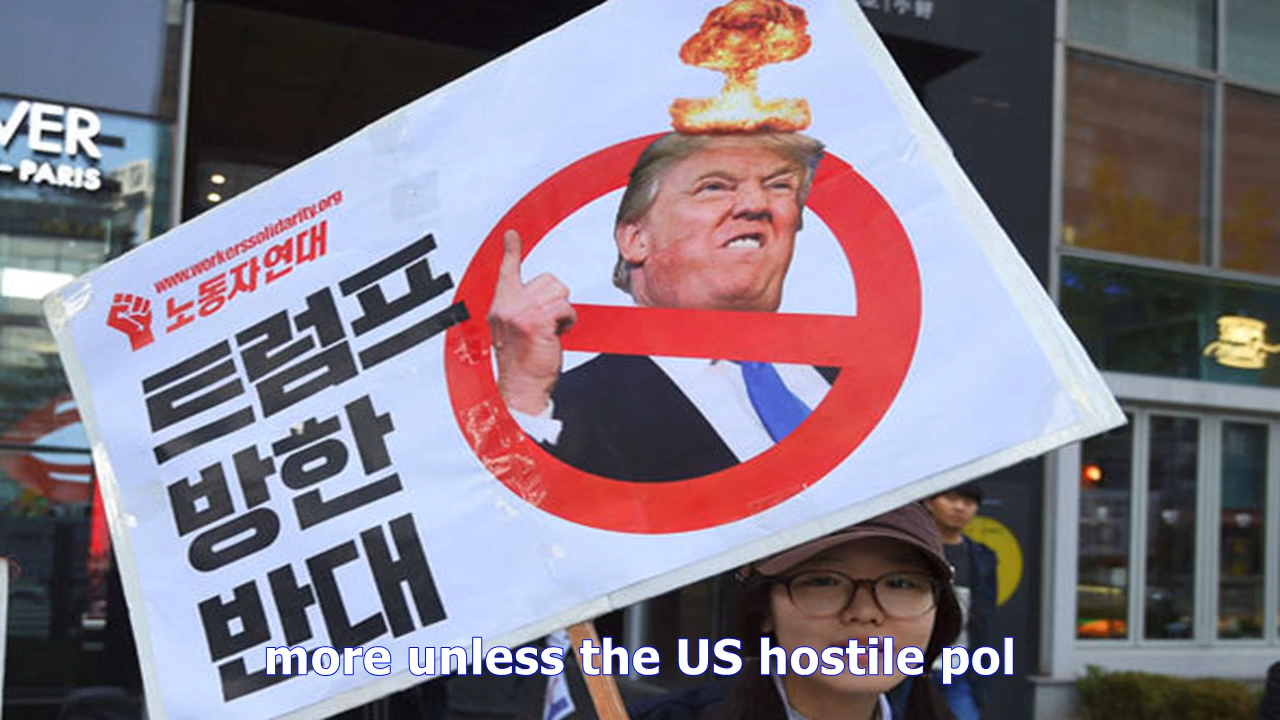 VER
- PARIS
www.workerssolidarity.org
노동자 연대
트럼프
방한
반대
more unless the US hostile pol